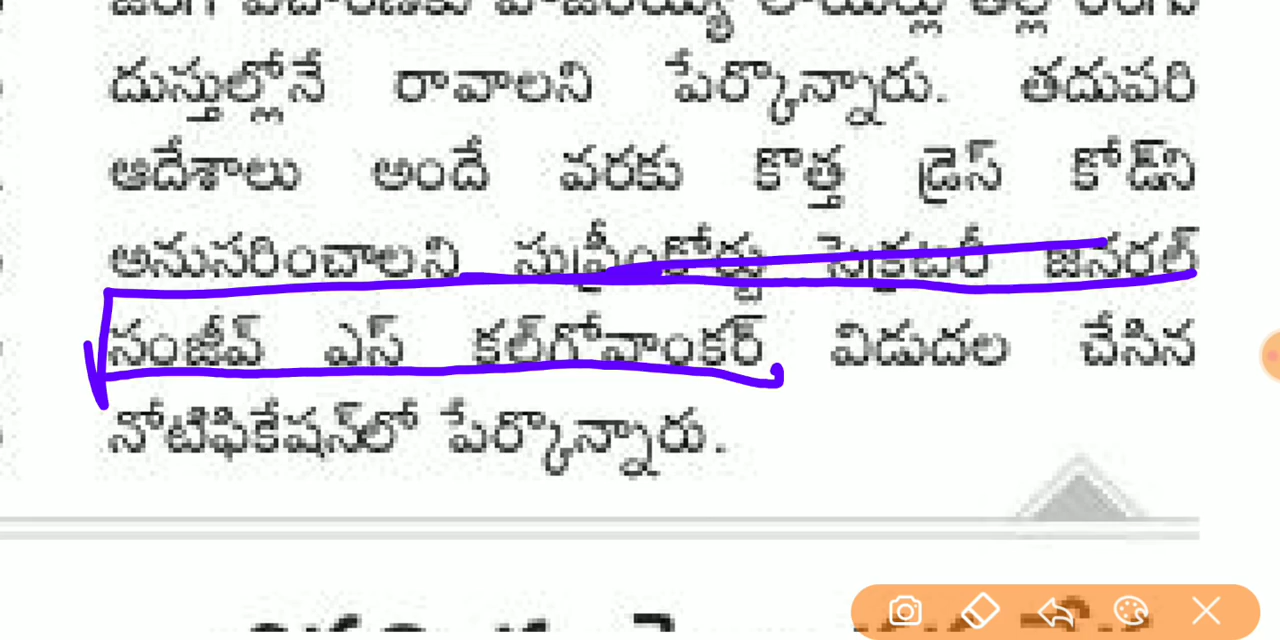 దుస్తుల్లోనే రావాలని పేర్కొన్నారు. తదుపరి
ఆదేశాలు అందే వరకు కొత్త డ్రెస్ కోడ్‌ని
అనుసరించాలని సుప్రీంకోర్టు సెక్రటరీ జనరల్
సంజీవ్ ఎస్ కల్‌గోవాంకర్ విడుదల చేసిన
నోటిఫికేషన్‌లో పేర్కొన్నారు.